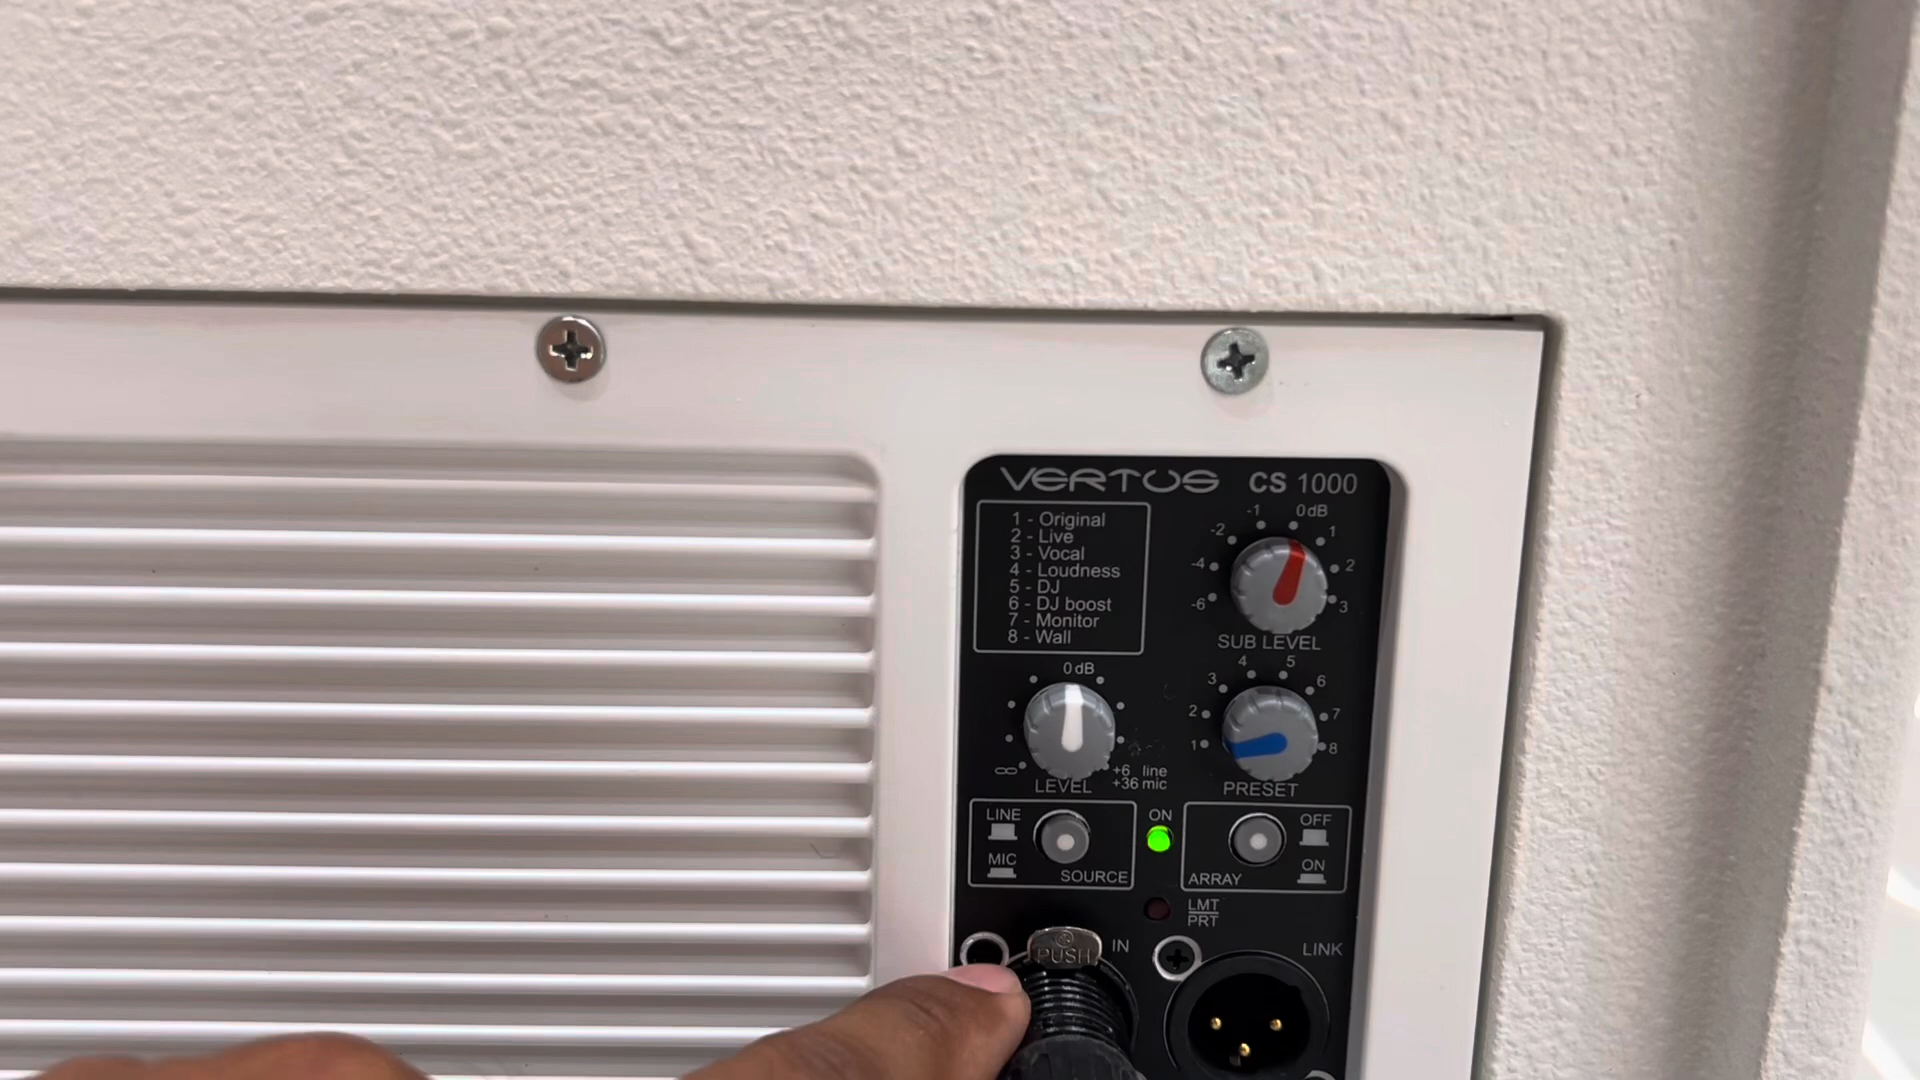 VERTUS CS 1000
1 - Original
2 - Live
3 - Vocal
4 - Loudness
5 - DJ
6 - DJ boost
7 - Monitor
8 - Wall
-6 -4 -2 -1 0dB 1 2 3
SUB LEVEL
0 dB
∞
+6 line
+36 mic
LEVEL
1 2 3 4 5 6 7 8
PRESET
LINE
MIC
SOURCE
ON
OFF
ON
ARRAY
LMT
PRT
PUSH
IN
LINK